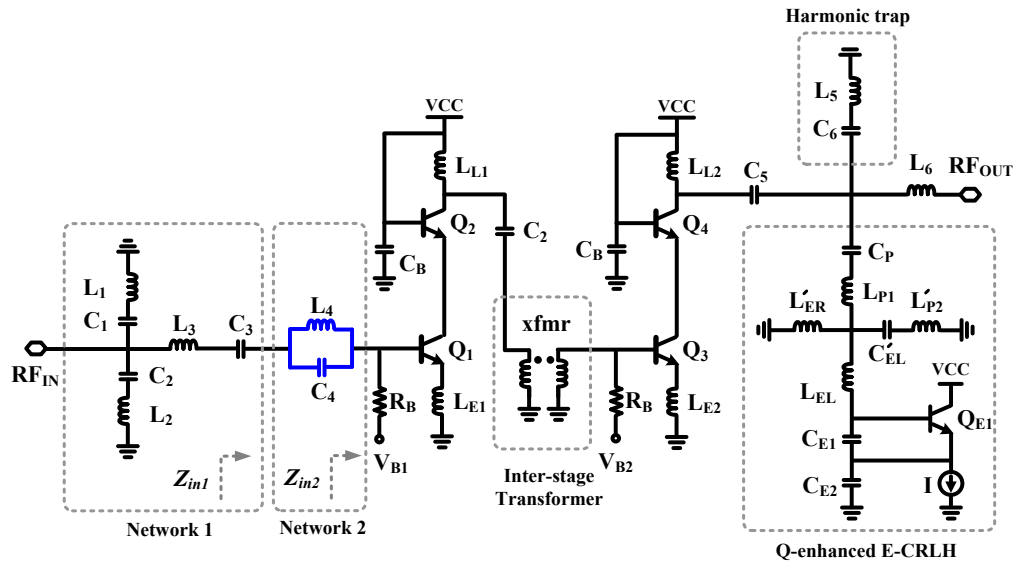 Harmonic trap
L5
C6
VCC
VCC
LL1
LL2
C5
L6
RFOUT
Q2
C2
Q4
CB
CB
CP
L1
C1
L3
C3
L4
C4
xfmr
LP1
L'ER
L'P2
C'EL
RFIN
Q1
Q3
C2
L2
RB
LE1
RB
LE2
LEL
VCC
QE1
CE1
VB1
VB2
Zin1
Zin2
Inter-stage
Transformer
CE2
I
Network 1
Network 2
Q-enhanced E-CRLH